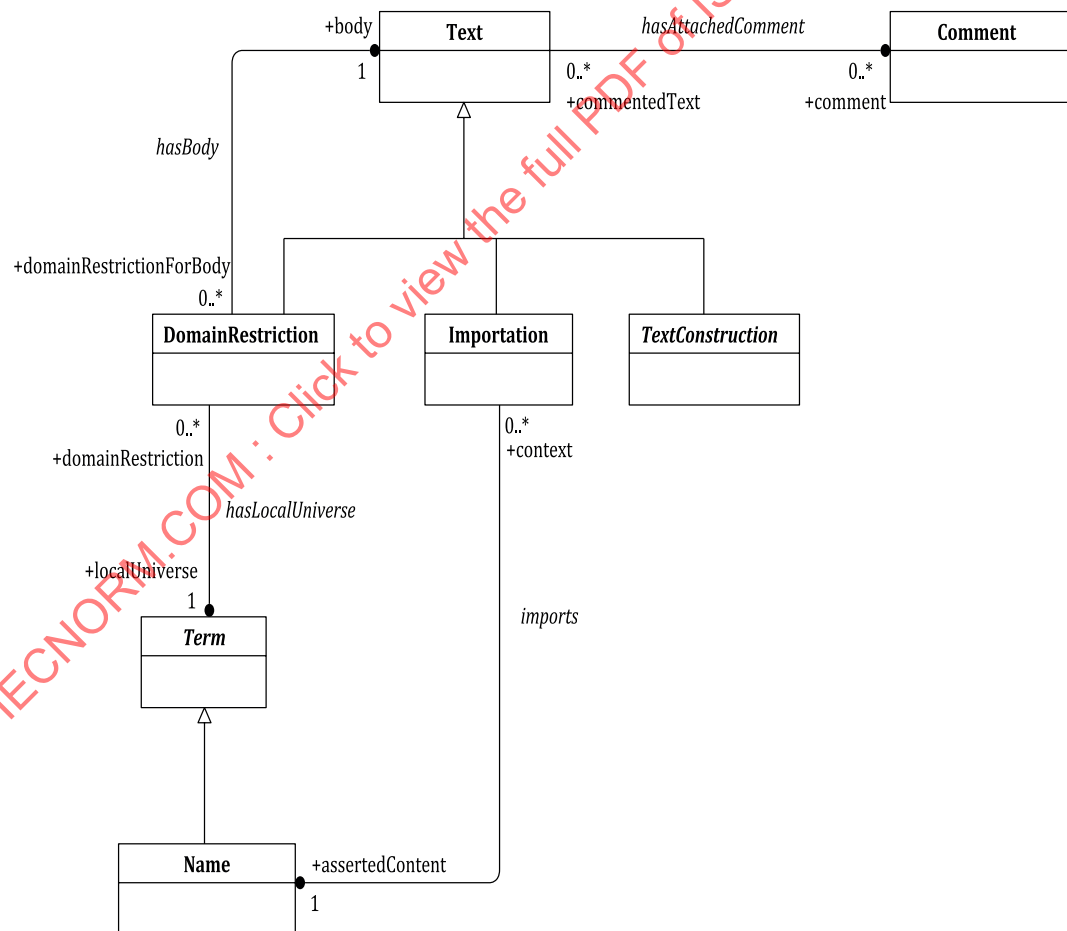 +body
Text
hasAttachedComment
Comment
1
0..*
0..*
+commentedText
+comment
hasBody
+domainRestrictionForBody
0..*
DomainRestriction
Importation
TextConstruction
0..*
+domainRestriction
0..*
+context
hasLocalUniverse
+localUniverse
1
Term
imports
Name
+assertedContent
1
IECNORM.COM : Click to view the full PDF of